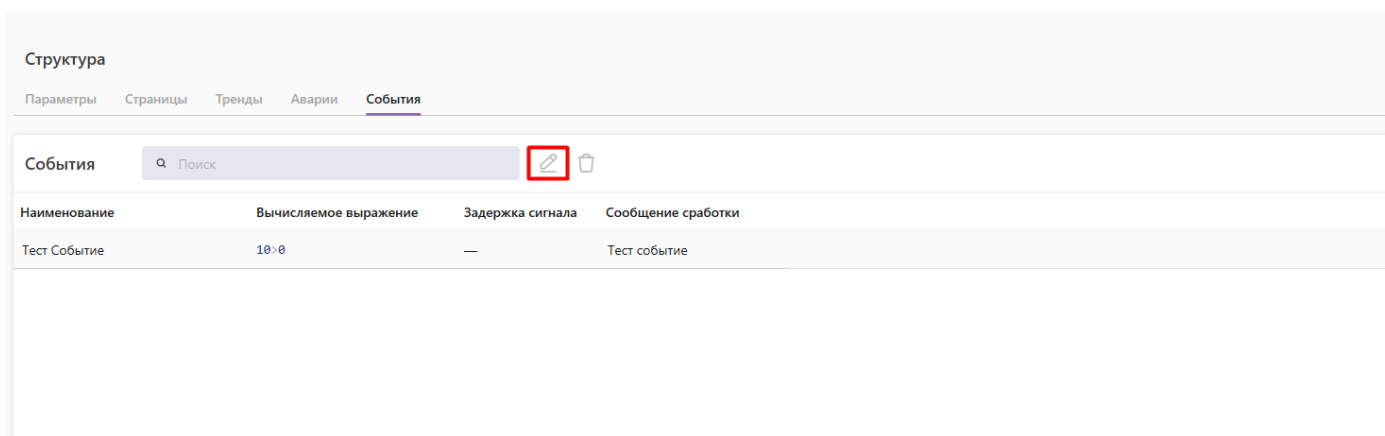 Структура
Параметры Страницы Тренды Аварии События
События Поиск
Наименование Вычисляемое выражение Задержка сигнала Сообщение сработки
Тест Событие 10>0 — Тест событие